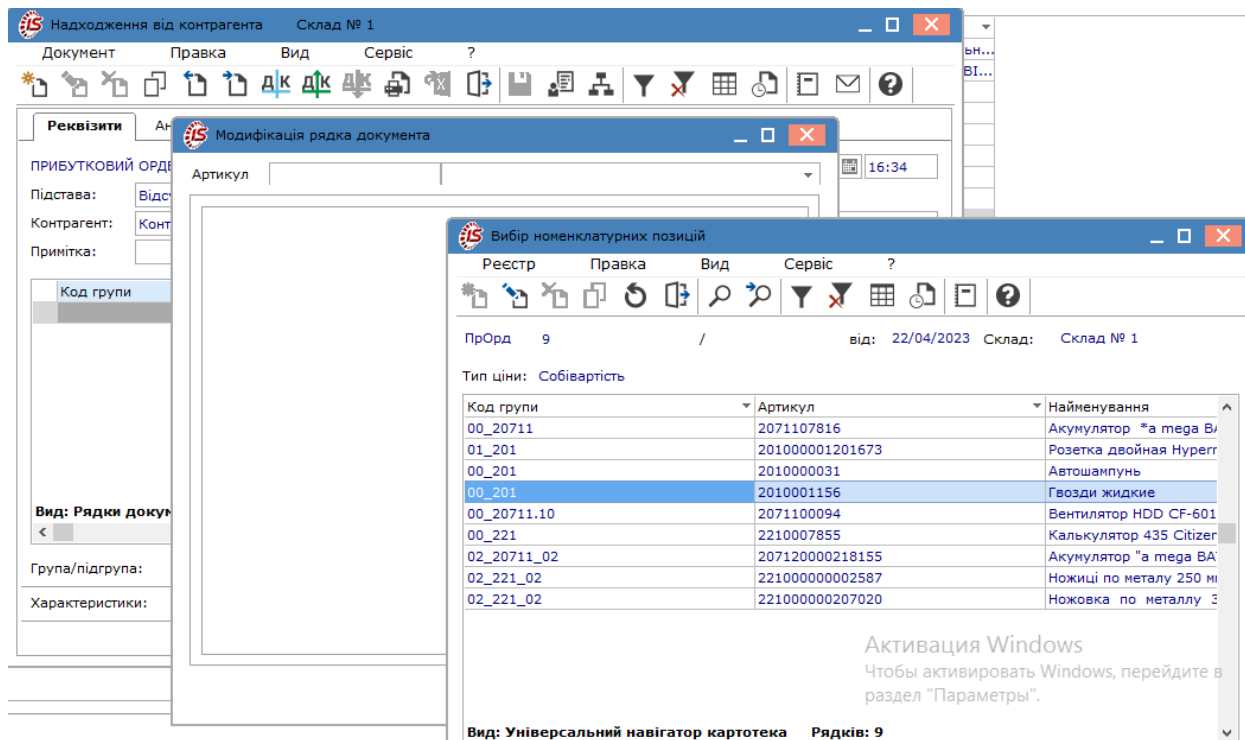 Надходження від контрагента Склад № 1
Документ Правка Вид Сервіс ?
Реквізити
ПРИБУТКОВИЙ 16:34
Підстава:
Контрагент:
Примітка:
Код групи
Вид: Рядки
Група/підгрупа:
Характеристики:
Модифікація рядка документа
Артикул
Вибір номенклатурних позицій
Реєстр Правка Вид Сервіс ?
ПрОрд 9 / від: 22/04/2023 Склад: Склад № 1
Тип ціни: Собівартість
Код групи Артикул Найменування
00_20711 2071107816 Акумулятор *a mega
01_201 201000001201673 Розетка двойная
00_201 2010000031 Автошампунь
00_201 2010001156 Гвозди жидкие
00_20711.10 2071100094 Вентилятор HDD CF-601
00_221 2210007855 Калькулятор 435 Citizen
02_20711_02 207120000218155 Акумулятор "a mega
02_221_02 221000000002587 Ножиці по металу 250
02_221_02 221000000207020 Ножовка по металлу
Активация Windows
Чтобы активировать Windows, перейдите в
раздел "Параметры".
Вид: Універсальний навігатор картотека Рядків: 9